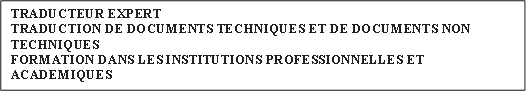 TRADUCTEUR EXPERT
TRADUCTION DE DOCUMENTS TECHNIQUES ET DE DOCUMENTS NON
TECHNIQUES
FORMATION DANS LES INSTITUTIONS PROFESSIONNELLES ET
ACADEMIQUES